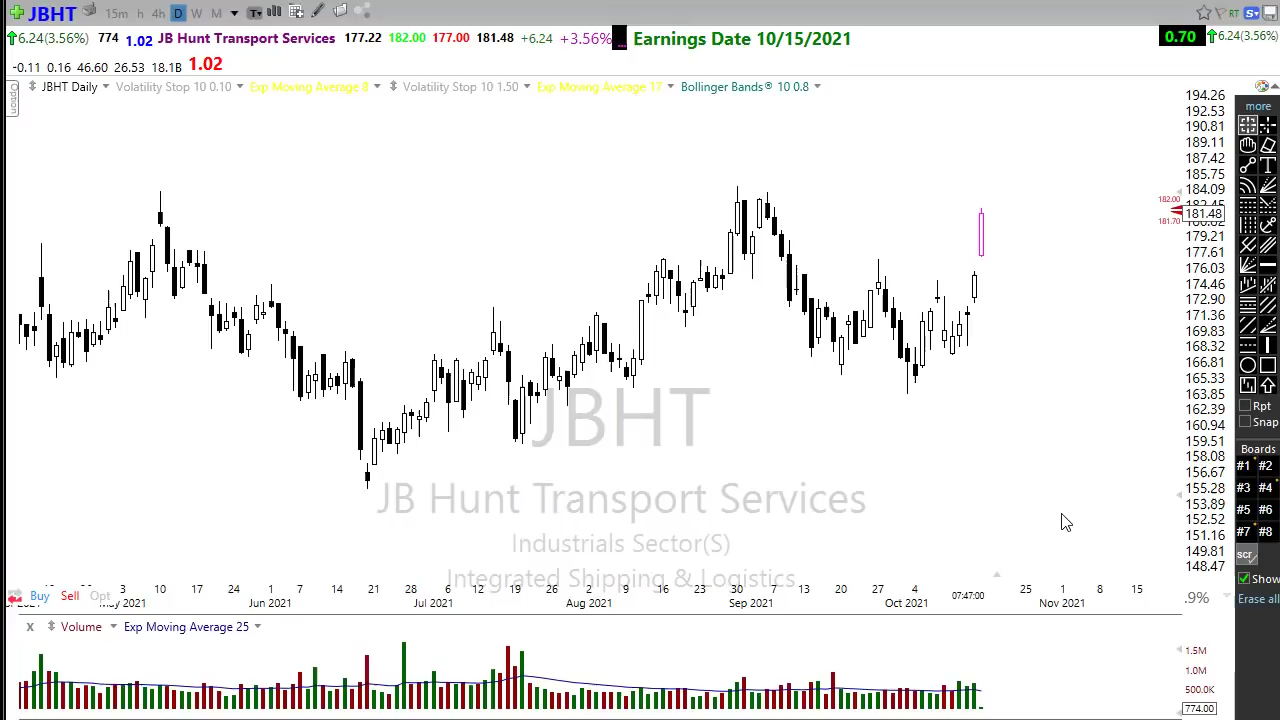 JBHT 15m h 4h D W M RT S
6.24(3.56%) 774 1.02 JB Hunt Transport Services 177.22 182.00 177.00 181.48 +6.24 +3.56% Earnings Date 10/15/2021 0.70 6.24(3.56%)
-0.11 0.16 46.60 26.53 18.1B 1.02
JBHT Daily Volatility Stop 10 0.10 Exp Moving Average 8 Volatility Stop 10 1.50 Exp Moving Average 17 Bollinger Bands® 10 0.8
Option
194.26
192.53
190.81
189.11
187.42
185.75
184.09
182.00
181.48
181.70
179.21
177.61
176.03
174.46
172.90
171.36
169.83
168.32
166.81
165.33
163.85
162.39
160.94
159.51
158.08
156.67
155.28
153.89
152.52
151.16
149.81
148.47
more
Rpt
Snap
Boards
#1 #2
#3 #4
#5 #6
#7 #8
scr
Show
Erase all
JBHT
JB Hunt Transport Services
Industrials Sector(S)
Integrated Shipping & Logistics
3 10 17 24 1 7 14 21 28 6 12 19 26 2 9 16 23 30 7 13 20 27 4 25 1 8 15
May 2021 Jun 2021 Jul 2021 Aug 2021 Sep 2021 Oct 2021 07:47:00 Nov 2021
Buy Sell Opt
.9%
X Volume Exp Moving Average 25
1.5M
1.0M
500.0K
774.00